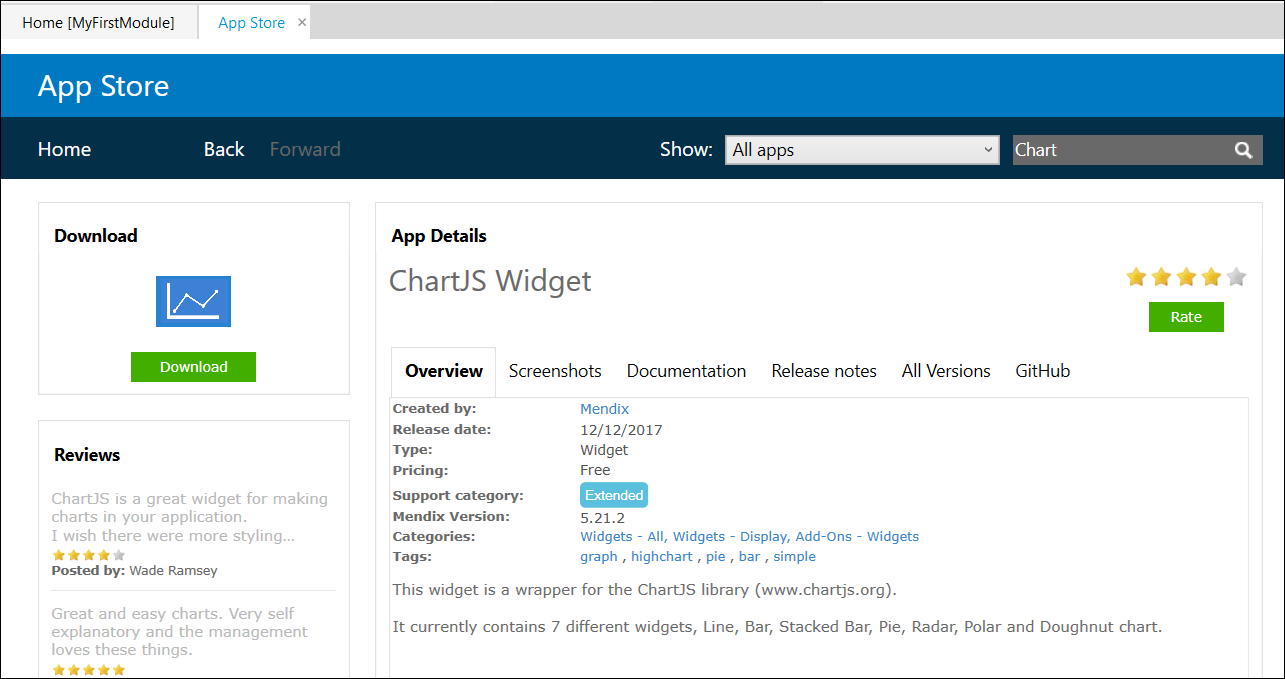 Home [MyFirstModule]
App Store ×
App Store
Home Back Forward Show: All apps Chart
Download
Download
Reviews
ChartJS is a great widget for making
charts in your application.
I wish there were more styling...
Posted by: Wade Ramsey
Great and easy charts. Very self
explanatory and the management
loves these things.
App Details
ChartJS Widget
Rate
Overview Screenshots Documentation Release notes All Versions GitHub
Created by: Mendix
Release date: 12/12/2017
Type: Widget
Pricing: Free
Support category: Extended
Mendix Version: 5.21.2
Categories: Widgets - All, Widgets - Display, Add-Ons - Widgets
Tags: graph , highchart , pie , bar , simple
This widget is a wrapper for the ChartJS library (www.chartjs.org).
It currently contains 7 different widgets, Line, Bar, Stacked Bar, Pie, Radar, Polar and Doughnut chart.